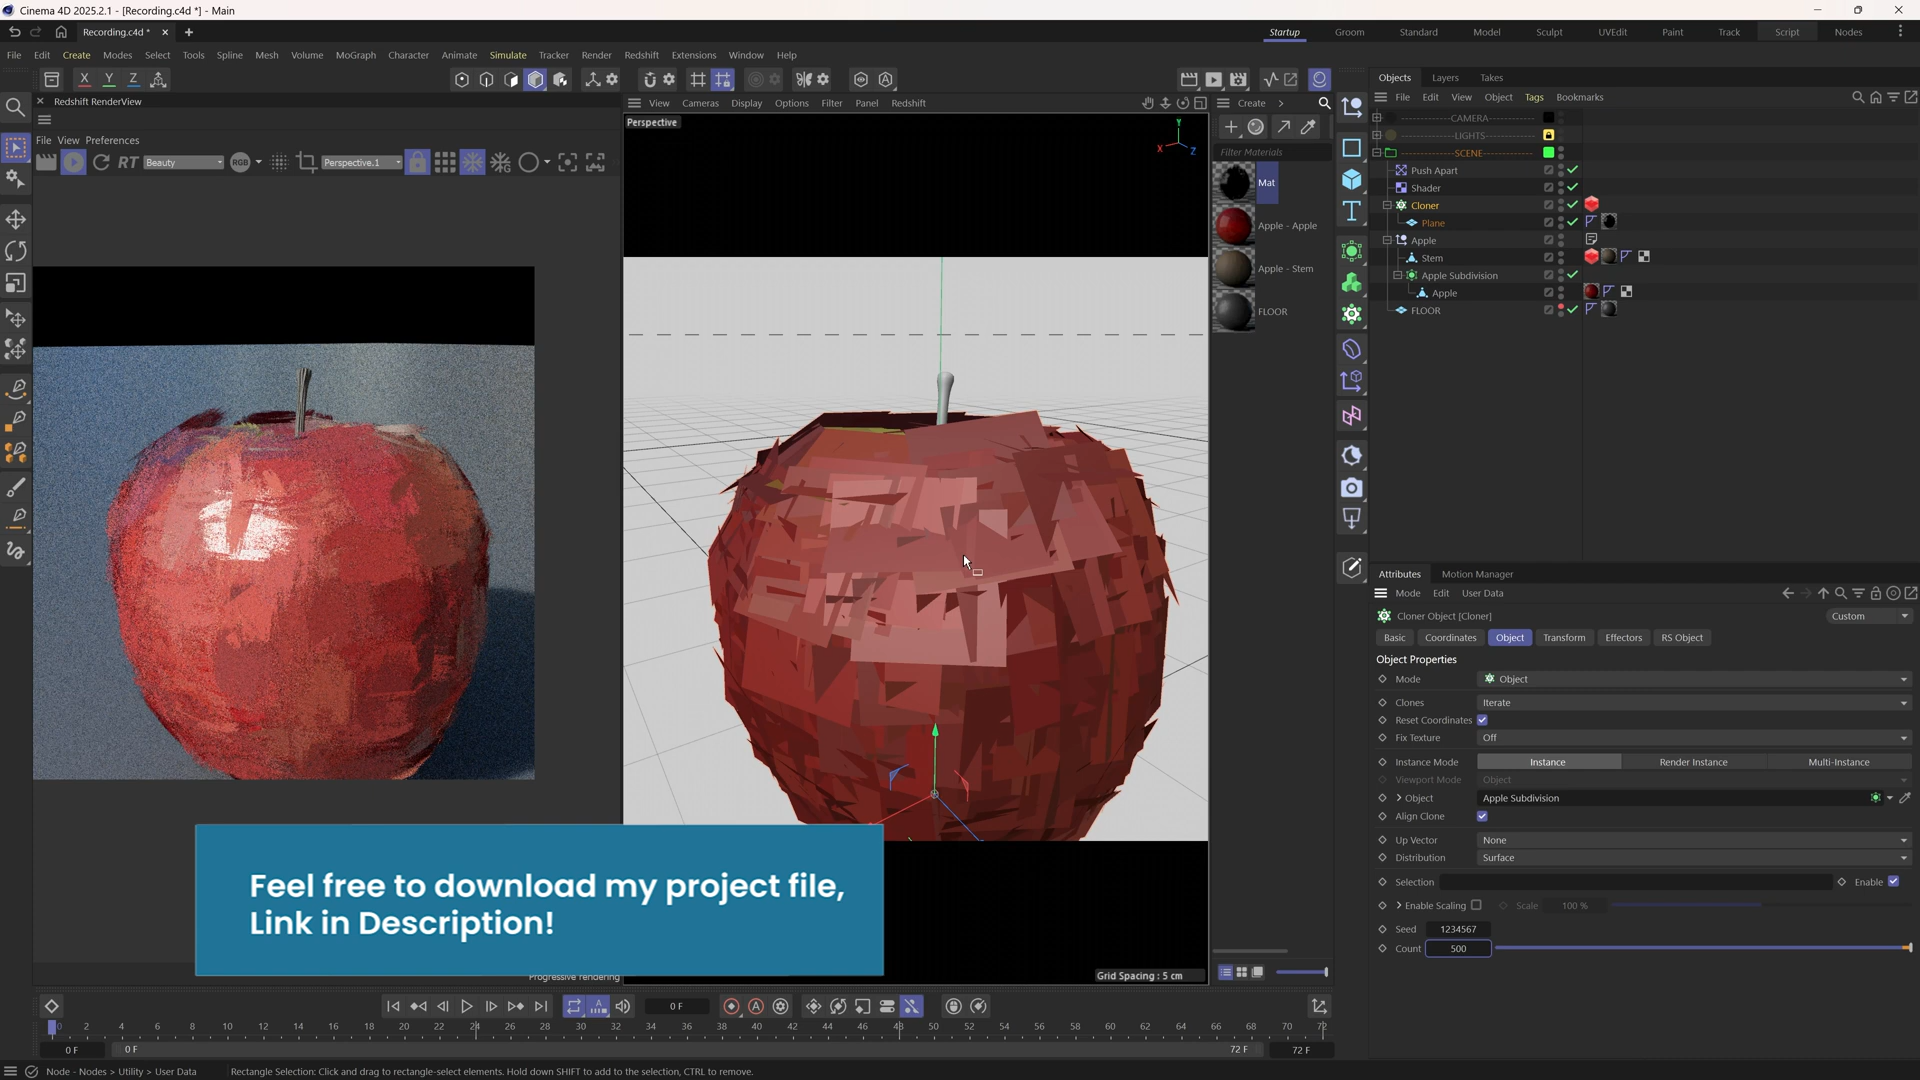 Cinema 4D 2025.2.1 - [Recording.c4d *] - Main
Recording.c4d *
Startup
Groom
Standard
Model
Sculpt
UVEdit
Paint
Track
Script
Nodes
File
Edit
Create
Modes
Select
Tools
Spline
Mesh
Volume
MoGraph
Character
Animate
Simulate
Tracker
Render
Redshift
Extensions
Window
Help
X
Y
Z
Redshift RenderView
File
View
Preferences
RT
Beauty
RGB
Perspective.1
View
Cameras
Display
Options
Filter
Panel
Redshift
Perspective
Y
X
Z
Create
Filter Materials
Mat
Apple - Apple
Apple - Stem
FLOOR
Objects
Layers
Takes
File
Edit
View
Object
Tags
Bookmarks
CAMERA
LIGHTS
SCENE
Push Apart
Shader
Cloner
Plane
Apple
Stem
Apple Subdivision
Apple
FLOOR
Attributes
Motion Manager
Mode
Edit
User Data
Cloner Object [Cloner]
Custom
Basic
Coordinates
Object
Transform
Effectors
RS Object
Object Properties
Mode
Object
Clones
Iterate
Reset Coordinates
Fix Texture
Off
Instance Mode
Instance
Render Instance
Multi-Instance
Viewport Mode
Object
Object
Apple Subdivision
Align Clone
Up Vector
None
Distribution
Surface
Selection
Enable
Enable Scaling
Scale
100 %
Seed
1234567
Count
500
Feel free to download my project file,
Link in Description!
Progressive rendering
Grid Spacing : 5 cm
0 F
0 2 4 6 8 10 12 14 16 18 20 22 24 26 28 30 32 34 36 38 40 42 44 46 48 50 52 54 56 58 60 62 64 66 68 70 72
0 F
0 F
72 F
72 F
Node - Nodes > Utility > User Data
Rectangle Selection: Click and drag to rectangle-select elements. Hold down SHIFT to add to the selection, CTRL to remove.